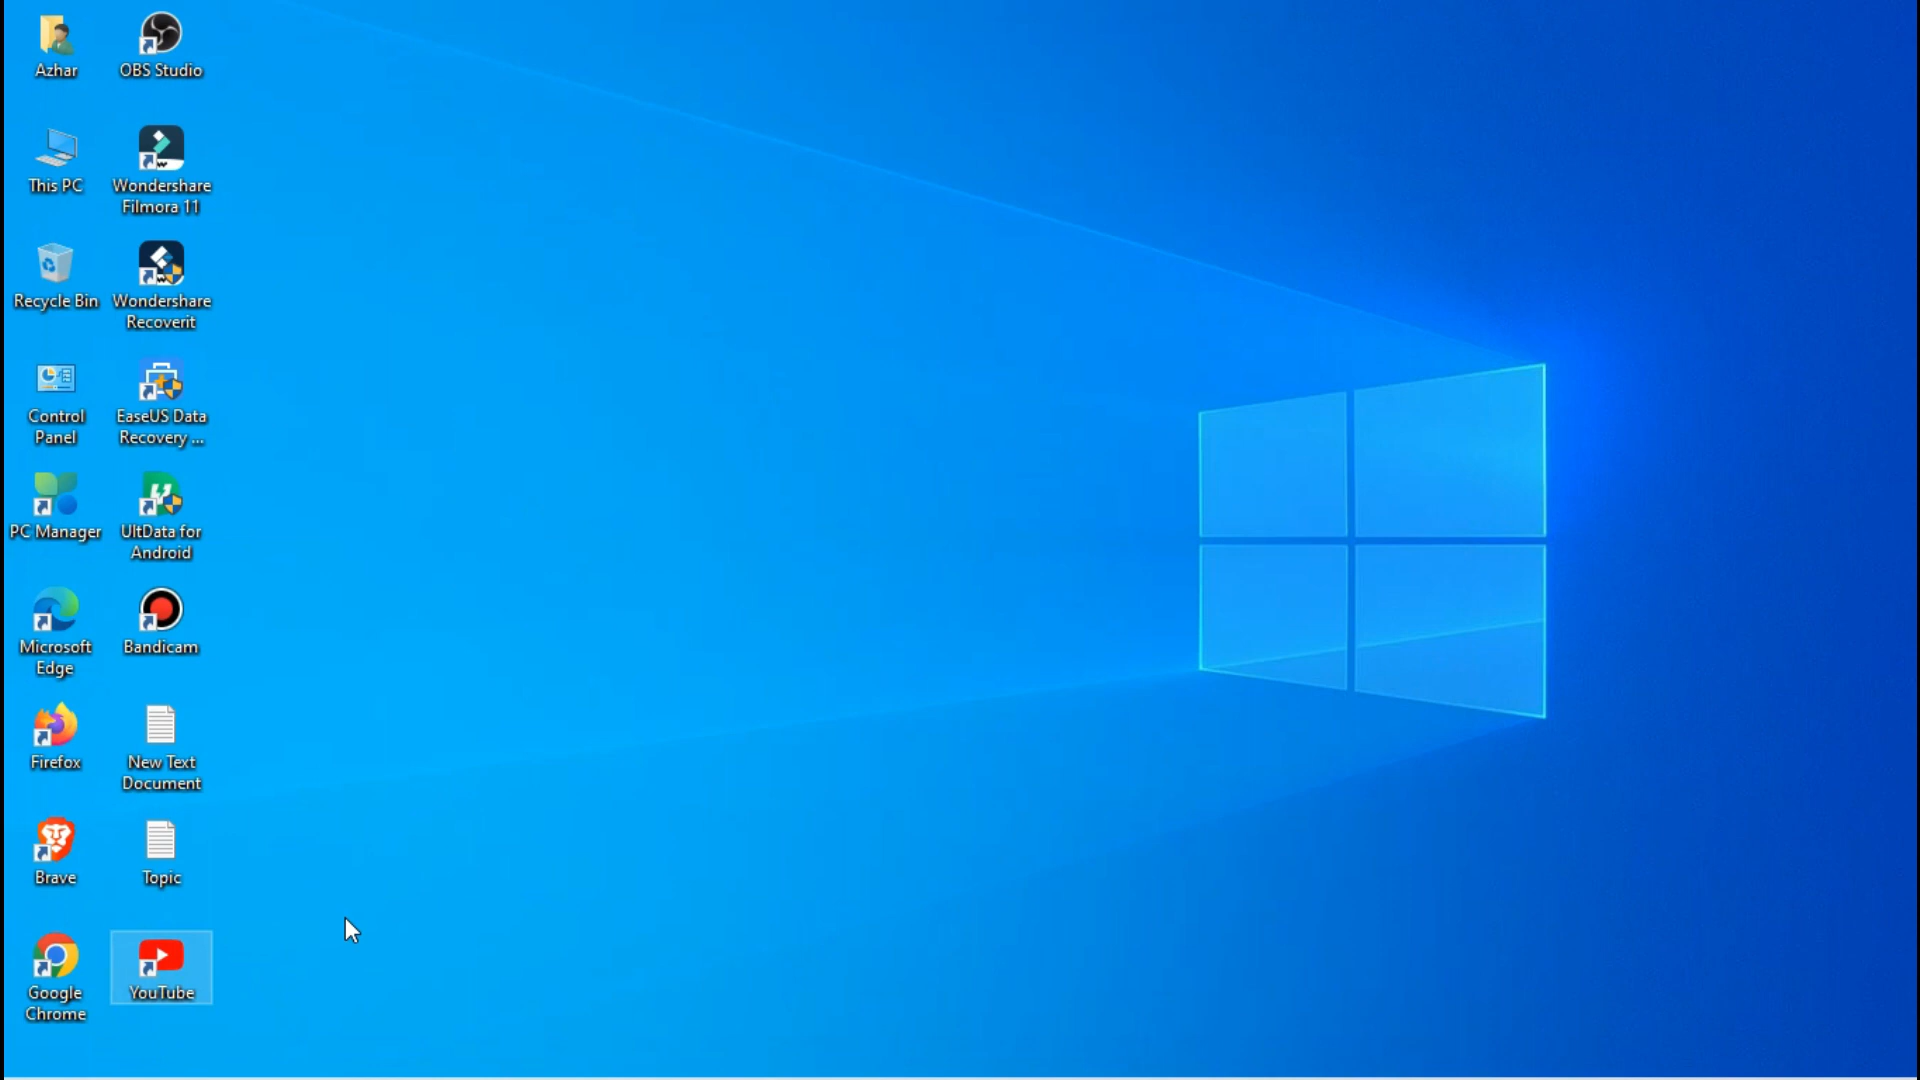 Azhar
OBS Studio
This PC
Wondershare
Filmora 11
Recycle Bin
Wondershare
Recoverit
Control
Panel
EaseUS Data
Recovery ...
PC Manager
UltData for
Android
Microsoft
Edge
Bandicam
Firefox
New Text
Document
Brave
Topic
Google
Chrome
YouTube